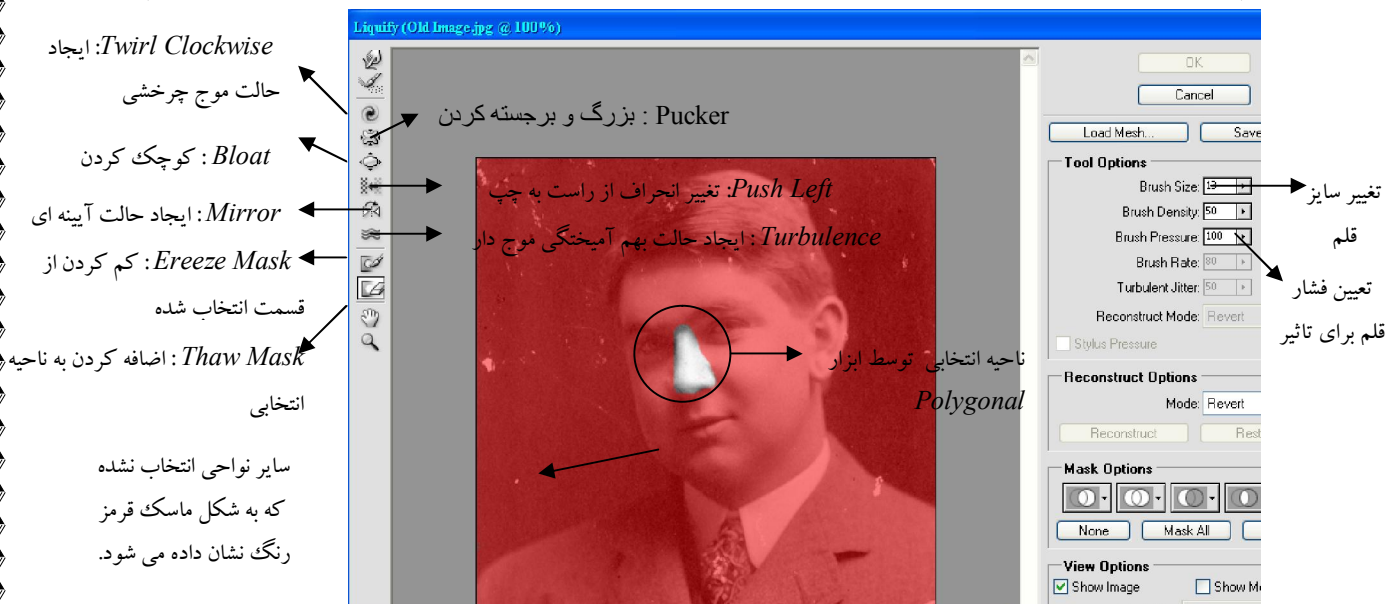 Liquify (Old Image.jpg @ 100%)
Twirl Clockwise: ایجاد
حالت موج چرخشی
Pucker : بزرگ و برجسته کردن
Bloat : کوچک کردن
Push Left: تغییر انحراف از راست به چپ
Mirror : ایجاد حالت آیینه ای
Turbulence : ایجاد حالت بهم آمیختگی موج دار
Ereeze Mask : کم کردن از
قسمت انتخاب شده
Thaw Mask : اضافه کردن به ناحیه
انتخابی
ناحیه انتخابی توسط ابزار
Polygonal
سایر نواحی انتخاب نشده
که به شکل ماسک قرمز
رنگ نشان داده می شود.
OK
Cancel
Load Mesh... Save
Tool Options
Brush Size: 13
Brush Density: 50
Brush Pressure: 100
Brush Rate: 80
Turbulent Jitter: 50
Reconstruct Mode: Revert
Stylus Pressure
Reconstruct Options
Mode: Revert
Reconstruct Rest
Mask Options
None Mask All
View Options
Show Image Show M
تغییر سایز
قلم
تعیین فشار
قلم برای تاثیر